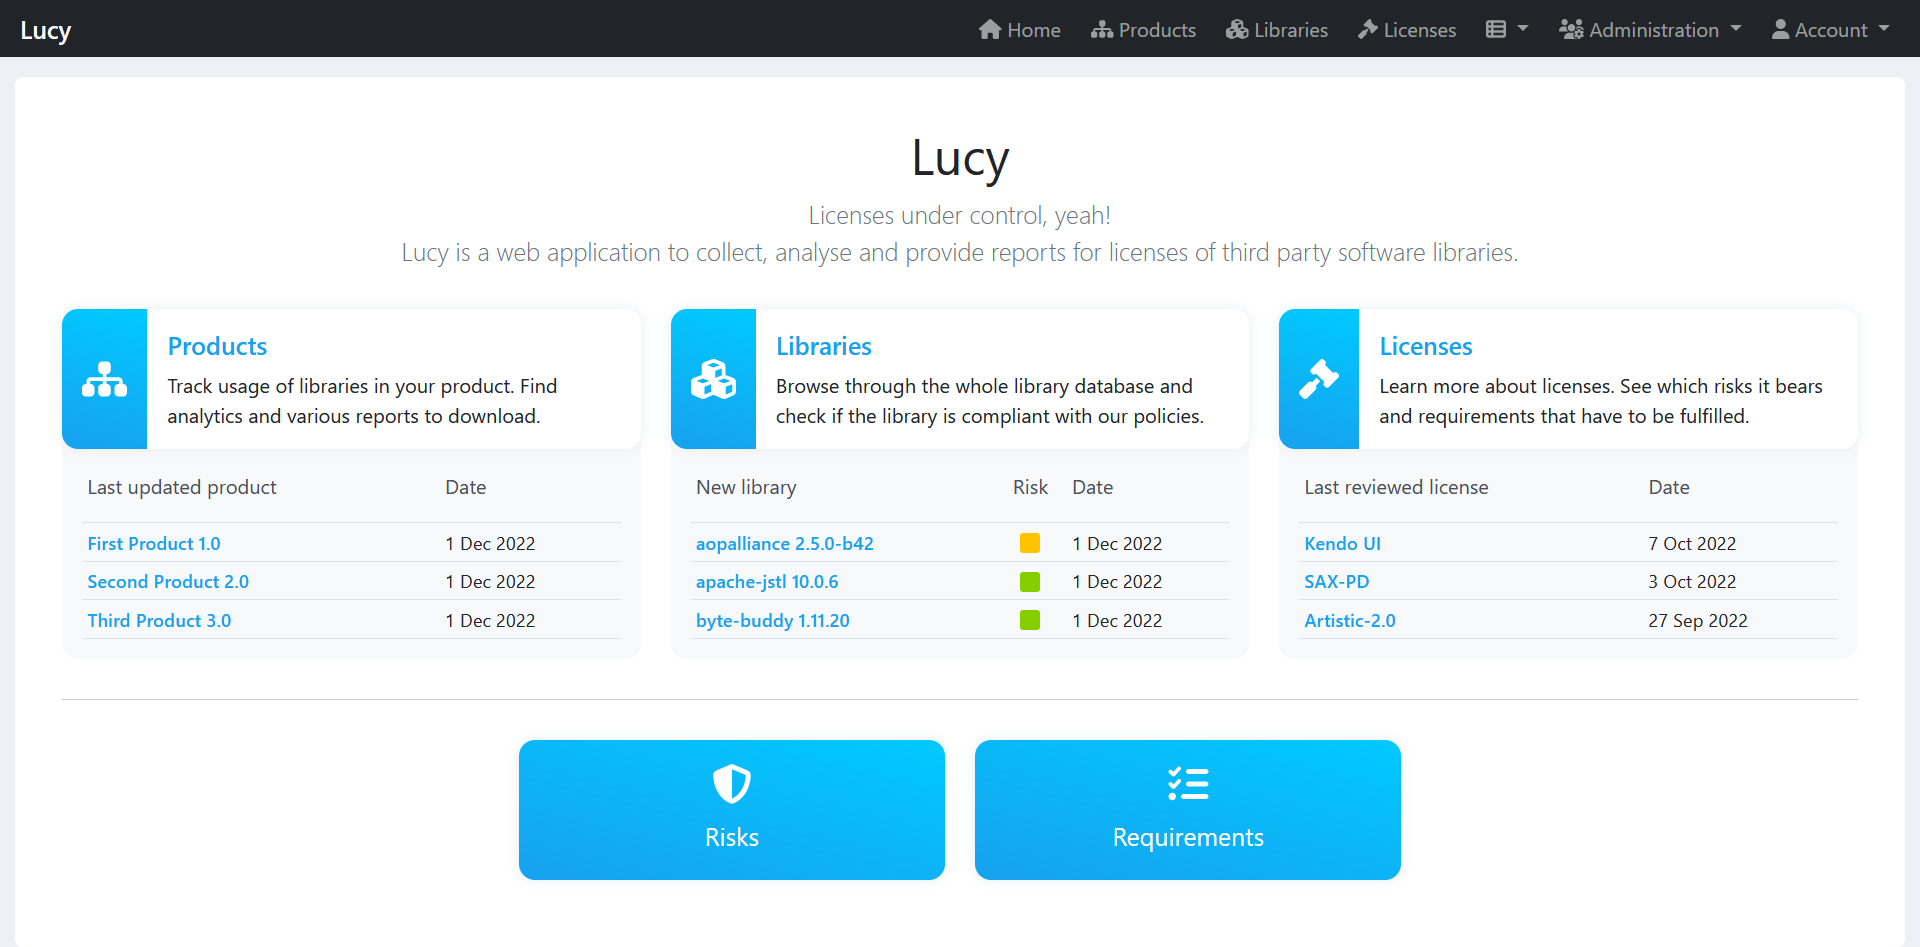 Lucy
Home Products Libraries Licenses Administration Account
Lucy
Licenses under control, yeah!
Lucy is a web application to collect, analyse and provide reports for licenses of third party software libraries.
Products
Track usage of libraries in your product. Find
analytics and various reports to download.
Last updated product Date
First Product 1.0 1 Dec 2022
Second Product 2.0 1 Dec 2022
Third Product 3.0 1 Dec 2022
Libraries
Browse through the whole library database and
check if the library is compliant with our policies.
New library Risk Date
aopalliance 2.5.0-b42 1 Dec 2022
apache-jstl 10.0.6 1 Dec 2022
byte-buddy 1.11.20 1 Dec 2022
Licenses
Learn more about licenses. See which risks it bears
and requirements that have to be fulfilled.
Last reviewed license Date
Kendo UI 7 Oct 2022
SAX-PD 3 Oct 2022
Artistic-2.0 27 Sep 2022
Risks
Requirements